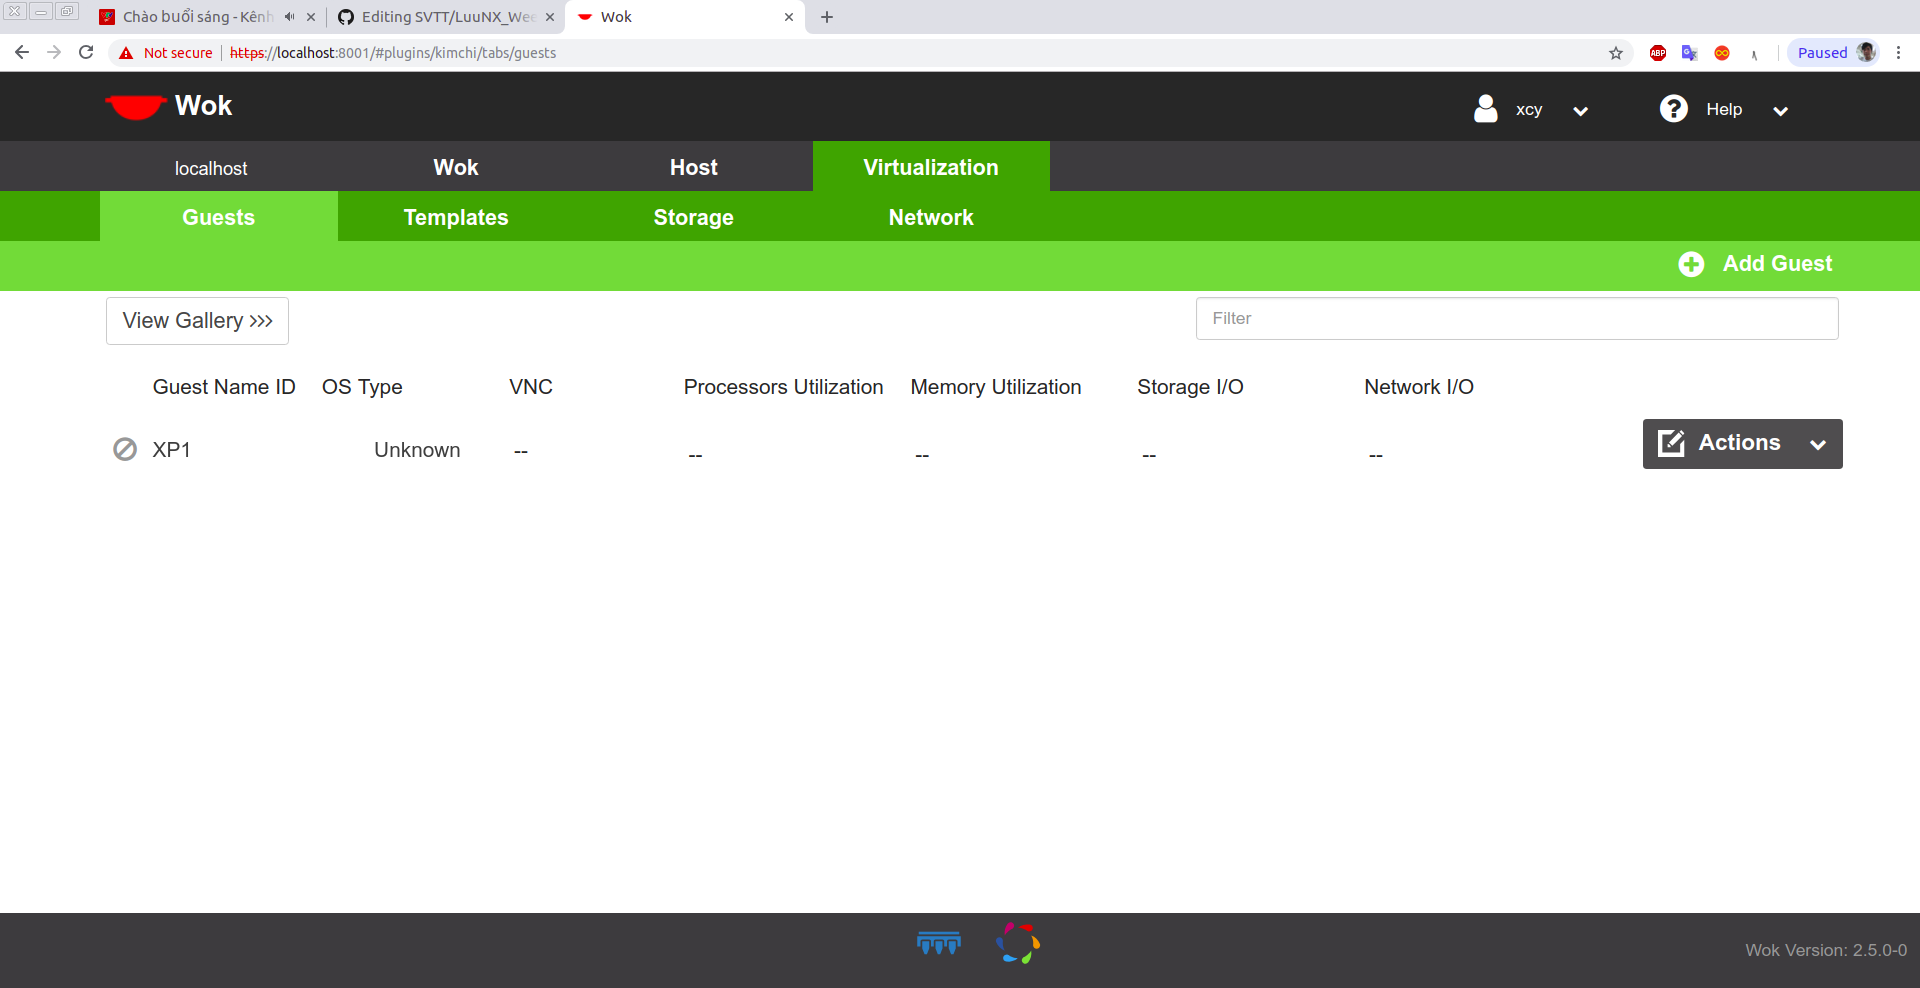 Chào buổi sáng - Kênh
Editing SVTT/LuuNX_Wee
Wok
Not secure
https://localhost:8001/#plugins/kimchi/tabs/guests
ABP
Paused
Wok
xcy
Help
localhost
Wok
Host
Virtualization
Guests
Templates
Storage
Network
Add Guest
View Gallery >>>
Filter
Guest Name ID
OS Type
VNC
Processors Utilization
Memory Utilization
Storage I/O
Network I/O
XP1
Unknown
--
--
--
--
--
Actions
Wok Version: 2.5.0-0